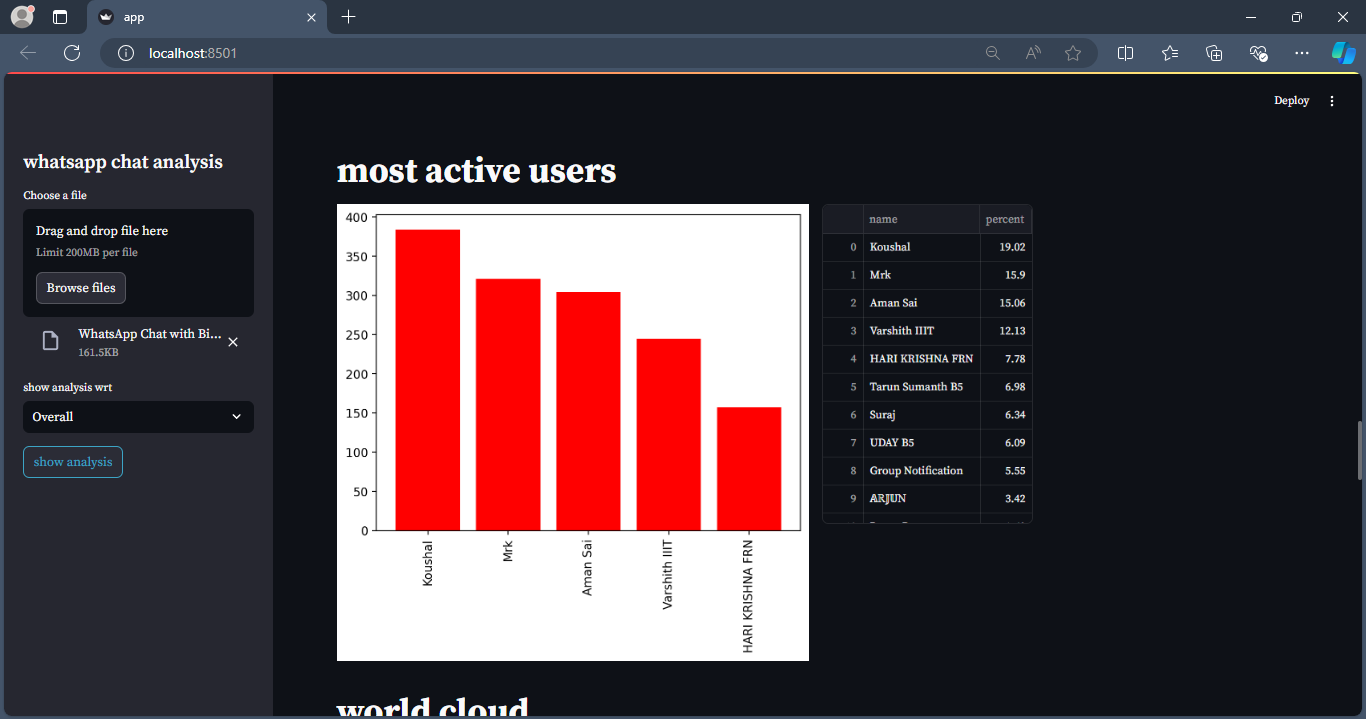 app
localhost:8501
Deploy
whatsapp chat analysis
Choose a file
Drag and drop file here
Limit 200MB per file
Browse files
WhatsApp Chat with Bi...
161.5KB
show analysis wrt
Overall
show analysis
most active users
400
350
300
250
200
150
100
50
0
Koushal
Mrk
Aman Sai
Varshith IIIT
HARI KRISHNA FRN
name percent
0 Koushal 19.02
1 Mrk 15.9
2 Aman Sai 15.06
3 Varshith IIIT 12.13
4 HARI KRISHNA FRN 7.78
5 Tarun Sumanth B5 6.98
6 Suraj 6.34
7 UDAY B5 6.09
8 Group Notification 5.55
9 ARJUN 3.42
world cloud